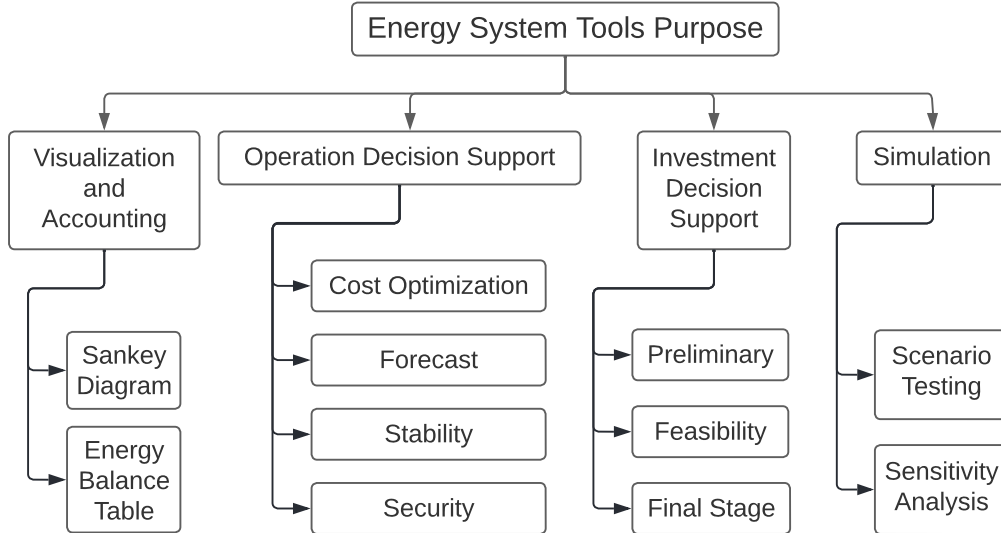 Energy System Tools Purpose
Visualization
and
Accounting
Operation Decision Support
Investment
Decision
Support
Simulation
Sankey
Diagram
Energy
Balance
Table
Cost Optimization
Forecast
Stability
Security
Preliminary
Feasibility
Final Stage
Scenario
Testing
Sensitivity
Analysis